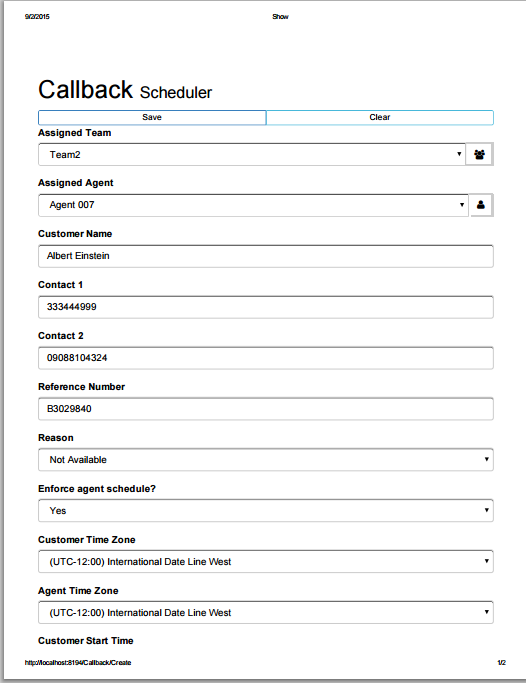 9/2/2015 Show
Callback Scheduler
Save Clear
Assigned Team
Team2
Assigned Agent
Agent 007
Customer Name
Albert Einstein
Contact 1
333444999
Contact 2
09088104324
Reference Number
B3029840
Reason
Not Available
Enforce agent schedule?
Yes
Customer Time Zone
(UTC-12:00) International Date Line West
Agent Time Zone
(UTC-12:00) International Date Line West
Customer Start Time
http://localhost:8194/Callback/Create 1/2